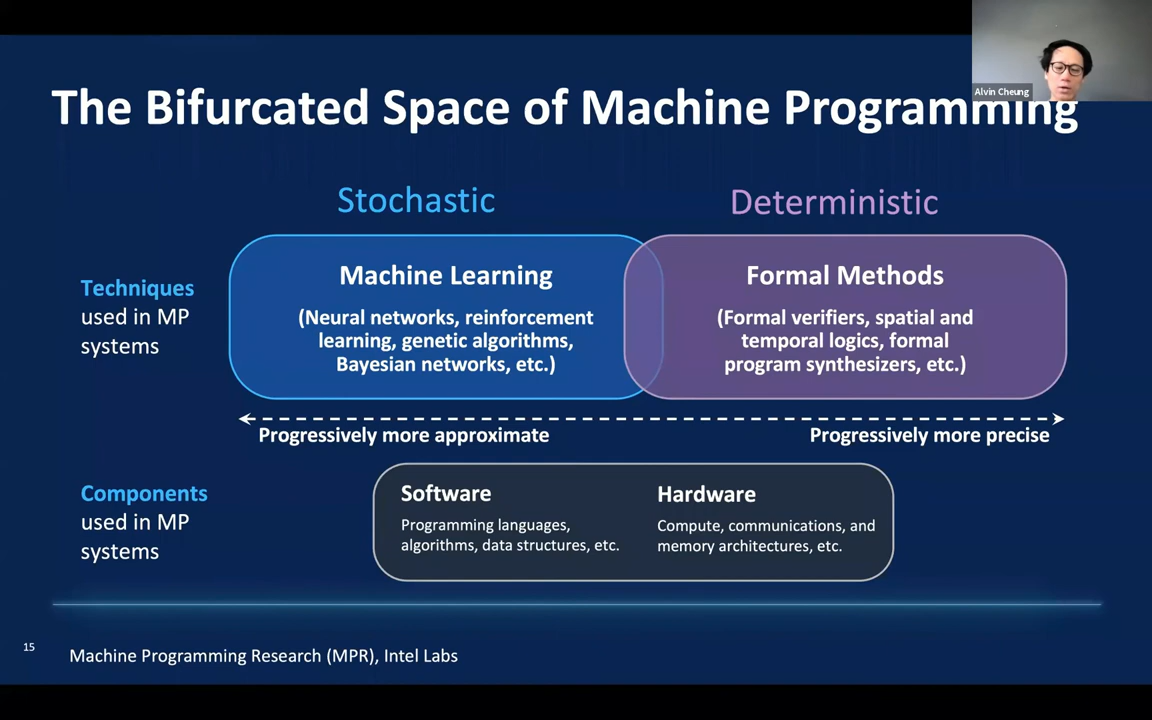 Alvin Cheung
The Bifurcated Space of Machine Programming
Stochastic
Deterministic
Techniques
used in MP
systems
Machine Learning
(Neural networks, reinforcement
learning, genetic algorithms,
Bayesian networks, etc.)
Formal Methods
(Formal verifiers, spatial and
temporal logics, formal
program synthesizers, etc.)
Progressively more approximate
Progressively more precise
Components
used in MP
systems
Software
Programming languages,
algorithms, data structures, etc.
Hardware
Compute, communications, and
memory architectures, etc.
15
Machine Programming Research (MPR), Intel Labs